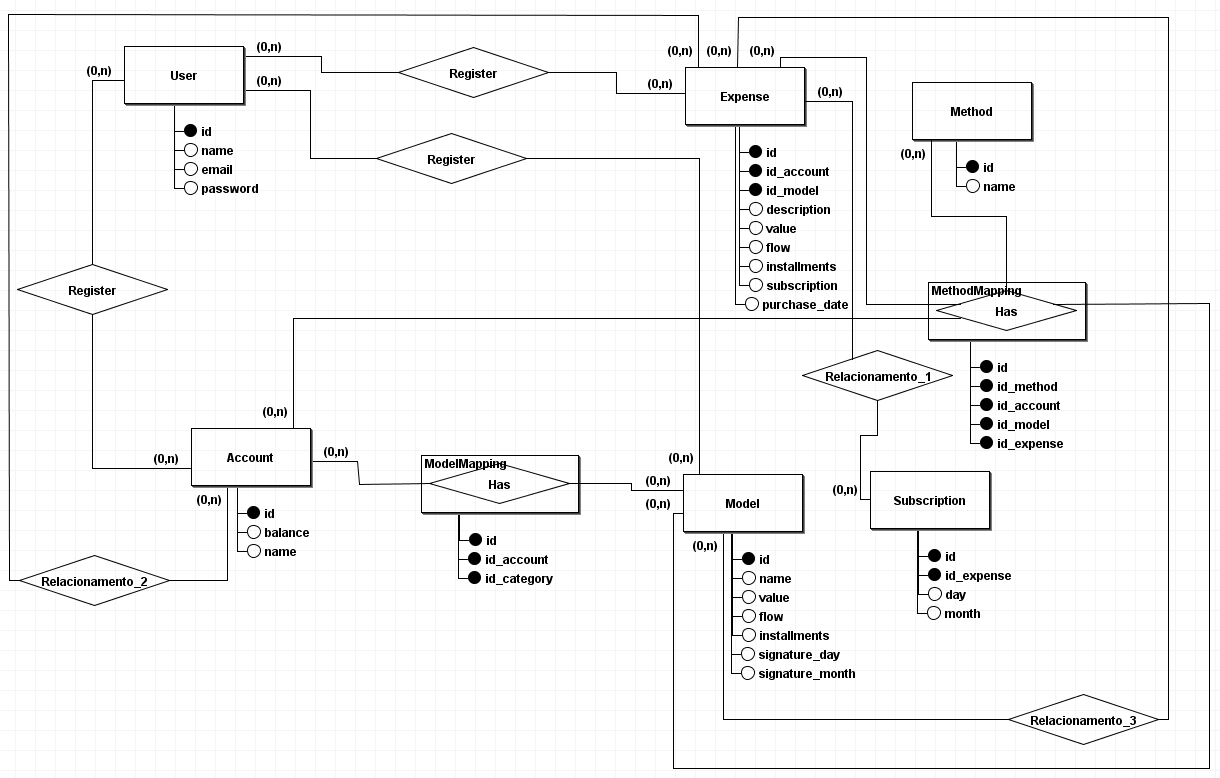 User
(0,n)
(0,n)
(0,n)
id
name
email
password
Register
Register
Register
(0,n)
(0,n)
(0,n)
(0,n)
(0,n)
Expense
id
id_account
id_model
description
value
flow
installments
subscription
purchase_date
Method
(0,n)
id
name
MethodMapping
Has
id
id_method
id_account
id_model
id_expense
Relacionamento_1
(0,n)
(0,n)
Account
(0,n)
(0,n)
id
balance
name
Relacionamento_2
ModelMapping
Has
id
id_account
id_category
(0,n)
(0,n)
(0,n)
Model
(0,n)
id
name
value
flow
installments
signature_day
signature_month
(0,n)
Subscription
id
id_expense
day
month
Relacionamento_3